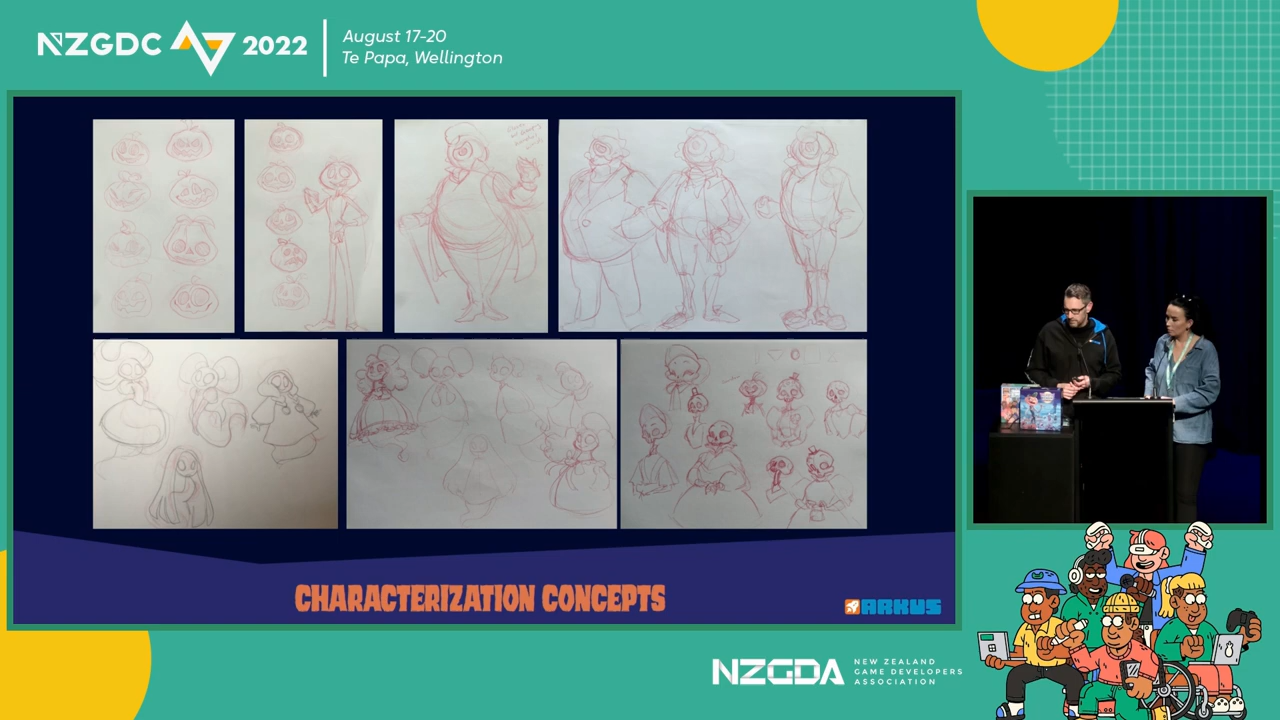 NZGDC
2022
August 17-20
Te Papa, Wellington
CHARACTERIZATION CONCEPTS
ARKUS
NZGDA
NEW ZEALAND
GAME DEVELOPERS
ASSOCIATION